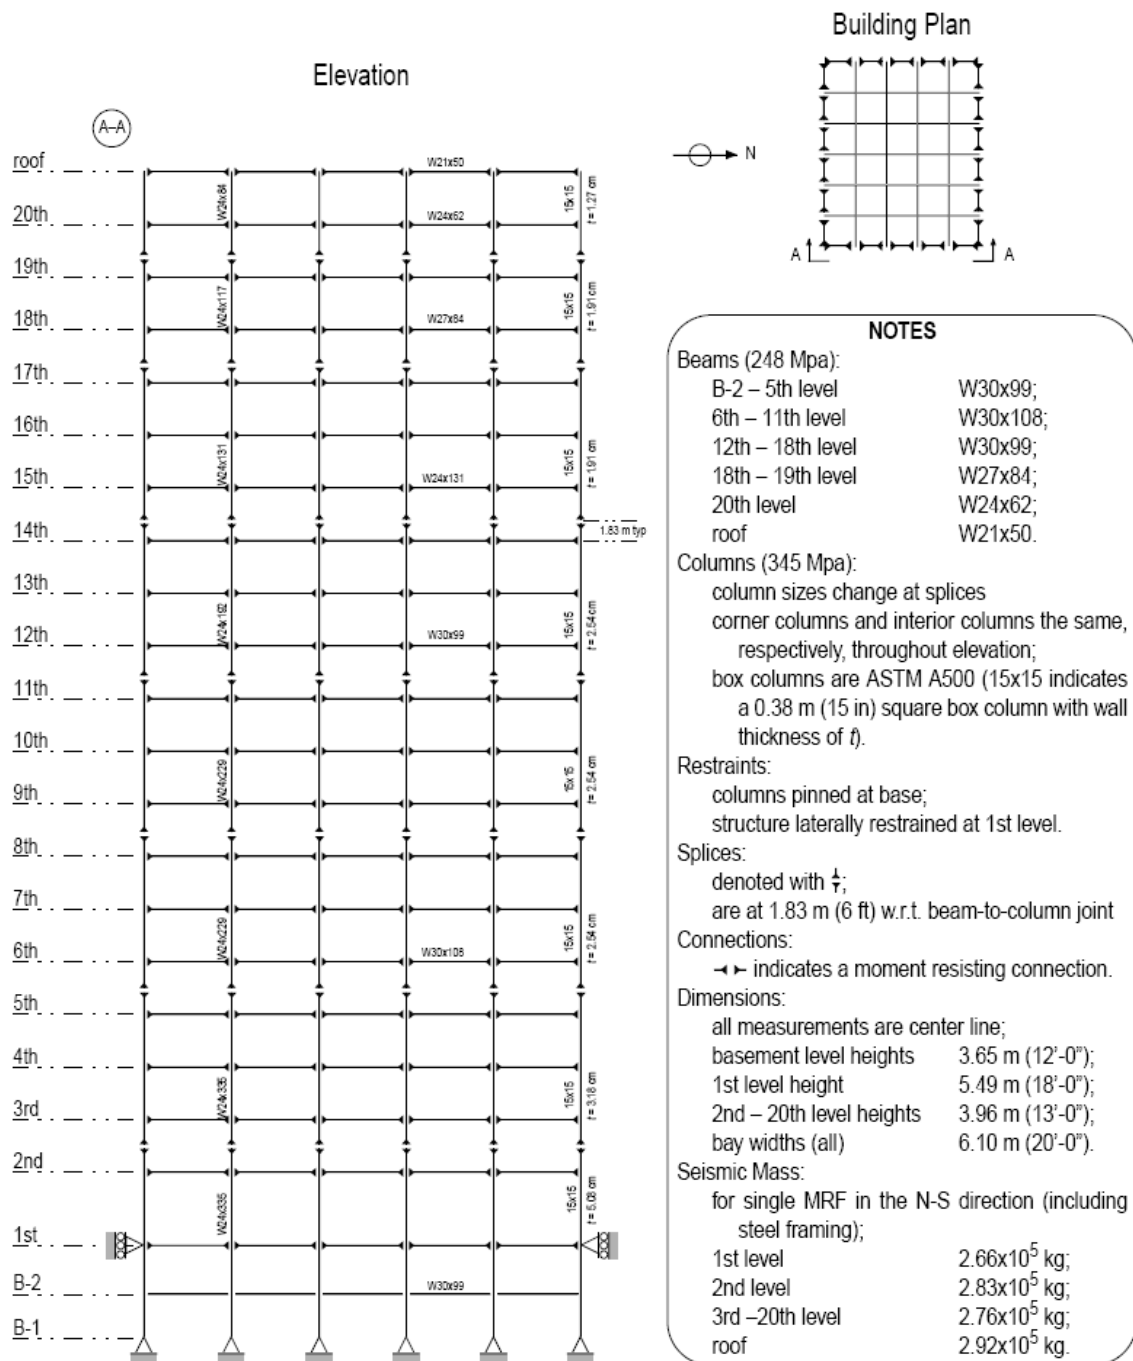 Building Plan
Elevation
A–A
N
A
A
roof
20th
19th
18th
17th
16th
15th
14th
13th
12th
11th
10th
9th
8th
7th
6th
5th
4th
3rd
2nd
1st
B-2
B-1
W21x50
W24x84
15x15
t = 1.27 cm
W24x62
W24x117
W27x84
15x15
t = 1.91 cm
W24x131
W24x131
15x15
t = 1.91 cm
1.83 m typ
W24x192
W30x99
15x15
t = 2.54 cm
W24x229
15x15
t = 2.54 cm
W24x229
W30x108
15x15
t = 2.54 cm
W24x335
15x15
t = 3.18 cm
W24x335
15x15
t = 5.08 cm
W30x99
NOTES
Beams (248 Mpa):
B-2 – 5th level W30x99;
6th – 11th level W30x108;
12th – 18th level W30x99;
18th – 19th level W27x84;
20th level W24x62;
roof W21x50.
Columns (345 Mpa):
column sizes change at splices
corner columns and interior columns the same,
respectively, throughout elevation;
box columns are ASTM A500 (15x15 indicates
a 0.38 m (15 in) square box column with wall
thickness of t).
Restraints:
columns pinned at base;
structure laterally restrained at 1st level.
Splices:
denoted with ;
are at 1.83 m (6 ft) w.r.t. beam-to-column joint
Connections:
indicates a moment resisting connection.
Dimensions:
all measurements are center line;
basement level heights 3.65 m (12'-0");
1st level height 5.49 m (18'-0");
2nd – 20th level heights 3.96 m (13'-0");
bay widths (all) 6.10 m (20'-0").
Seismic Mass:
for single MRF in the N-S direction (including
steel framing);
1st level 2.66x10⁵ kg;
2nd level 2.83x10⁵ kg;
3rd –20th level 2.76x10⁵ kg;
roof 2.92x10⁵ kg.